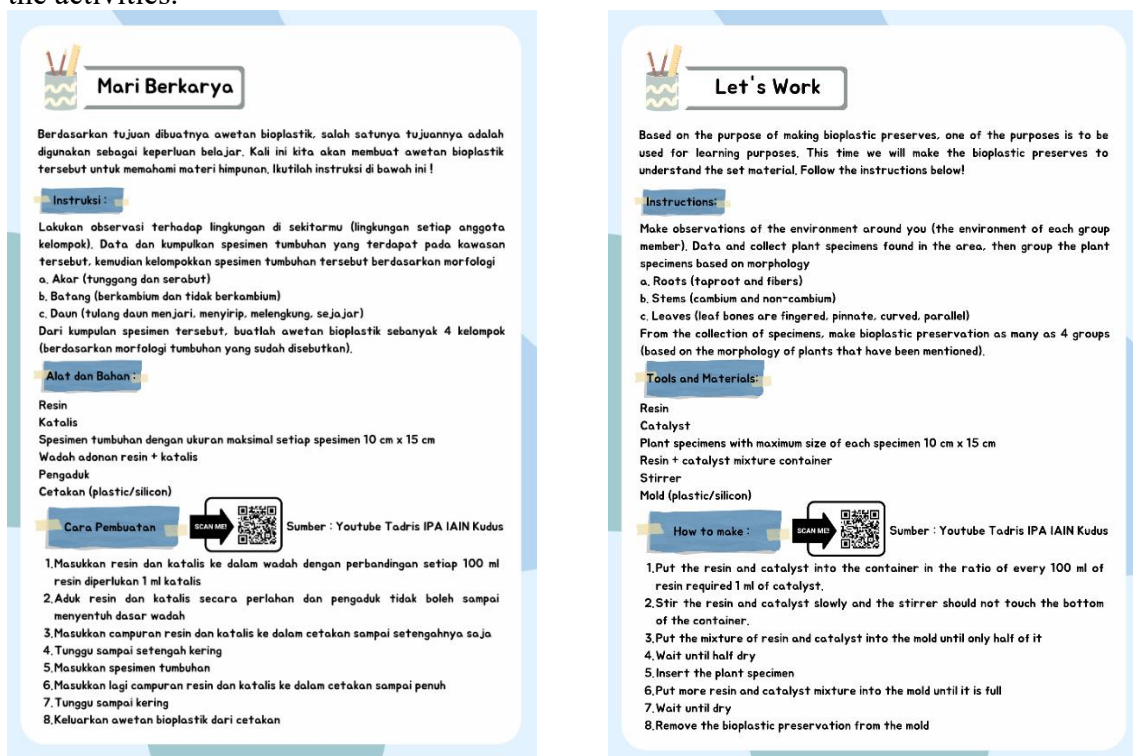 the activities.
Mari Berkarya
Berdasarkan tujuan dibuatnya awetan bioplastik, salah satunya tujuannya adalah
digunakan sebagai keperluan belajar. Kali ini kita akan membuat awetan bioplastik
tersebut untuk memahami materi himpunan. Ikutilah instruksi di bawah ini !
Instruksi :
Lakukan observasi terhadap lingkungan di sekitarmu (lingkungan setiap anggota
kelompok). Data dan kumpulkan spesimen tumbuhan yang terdapat pada kawasan
tersebut, kemudian kelompokkan spesimen tumbuhan tersebut berdasarkan morfologi
a. Akar (tunggang dan serabut)
b. Batang (berkambium dan tidak berkambium)
c. Daun (tulang daun menjari, menyirip, melengkung, sejajar)
Dari kumpulan spesimen tersebut, buatlah awetan bioplastik sebanyak 4 kelompok
(berdasarkan morfologi tumbuhan yang sudah disebutkan).
Alat dan Bahan :
Resin
Katalis
Spesimen tumbuhan dengan ukuran maksimal setiap spesimen 10 cm x 15 cm
Wadah adonan resin + katalis
Pengaduk
Cetakan (plastic/silicon)
Cara Pembuatan
SCAN ME!
Sumber : Youtube Tadris IPA IAIN Kudus
1.Masukkan resin dan katalis ke dalam wadah dengan perbandingan setiap 100 ml
resin diperlukan 1 ml katalis
2.Aduk resin dan katalis secara perlahan dan pengaduk tidak boleh sampai
menyentuh dasar wadah
3.Masukkan campuran resin dan katalis ke dalam cetakan sampai setengahnya saja
4.Tunggu sampai setengah kering
5.Masukkan spesimen tumbuhan
6.Masukkan lagi campuran resin dan katalis ke dalam cetakan sampai penuh
7.Tunggu sampai kering
8.Keluarkan awetan bioplastik dari cetakan
Let's Work
Based on the purpose of making bioplastic preserves, one of the purposes is to be
used for learning purposes. This time we will make the bioplastic preserves to
understand the set material. Follow the instructions below!
Instructions:
Make observations of the environment around you (the environment of each group
member). Data and collect plant specimens found in the area, then group the plant
specimens based on morphology
a. Roots (taproot and fibers)
b. Stems (cambium and non-cambium)
c. Leaves (leaf bones are fingered, pinnate, curved, parallel)
From the collection of specimens, make bioplastic preservation as many as 4 groups
(based on the morphology of plants that have been mentioned).
Tools and Materials:
Resin
Catalyst
Plant specimens with maximum size of each specimen 10 cm x 15 cm
Resin + catalyst mixture container
Stirrer
Mold (plastic/silicon)
How to make :
SCAN ME!
Sumber : Youtube Tadris IPA IAIN Kudus
1.Put the resin and catalyst into the container in the ratio of every 100 ml of
resin required 1 ml of catalyst.
2.Stir the resin and catalyst slowly and the stirrer should not touch the bottom
of the container.
3.Put the mixture of resin and catalyst into the mold until only half of it
4.Wait until half dry
5.Insert the plant specimen
6.Put more resin and catalyst mixture into the mold until it is full
7.Wait until dry
8.Remove the bioplastic preservation from the mold